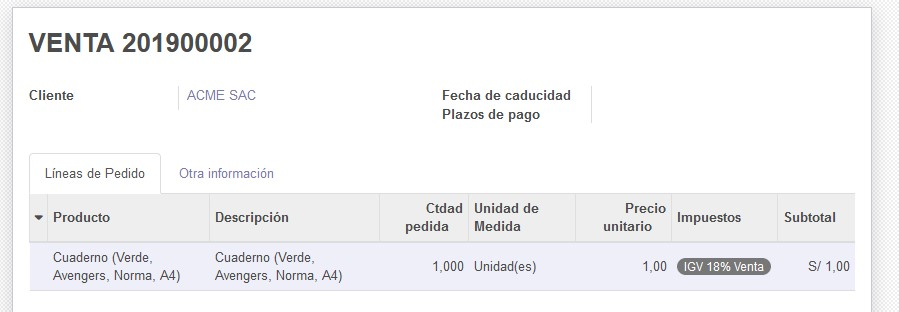 VENTA 201900002
Cliente ACME SAC Fecha de caducidad
Plazos de pago
Líneas de Pedido Otra información
Producto Descripción Ctdad pedida Unidad de Medida Precio unitario Impuestos Subtotal
Cuaderno (Verde, Cuaderno (Verde, 1,000 Unidad(es) 1,00 IGV 18% Venta S/ 1,00
Avengers, Norma, A4) Avengers, Norma, A4)